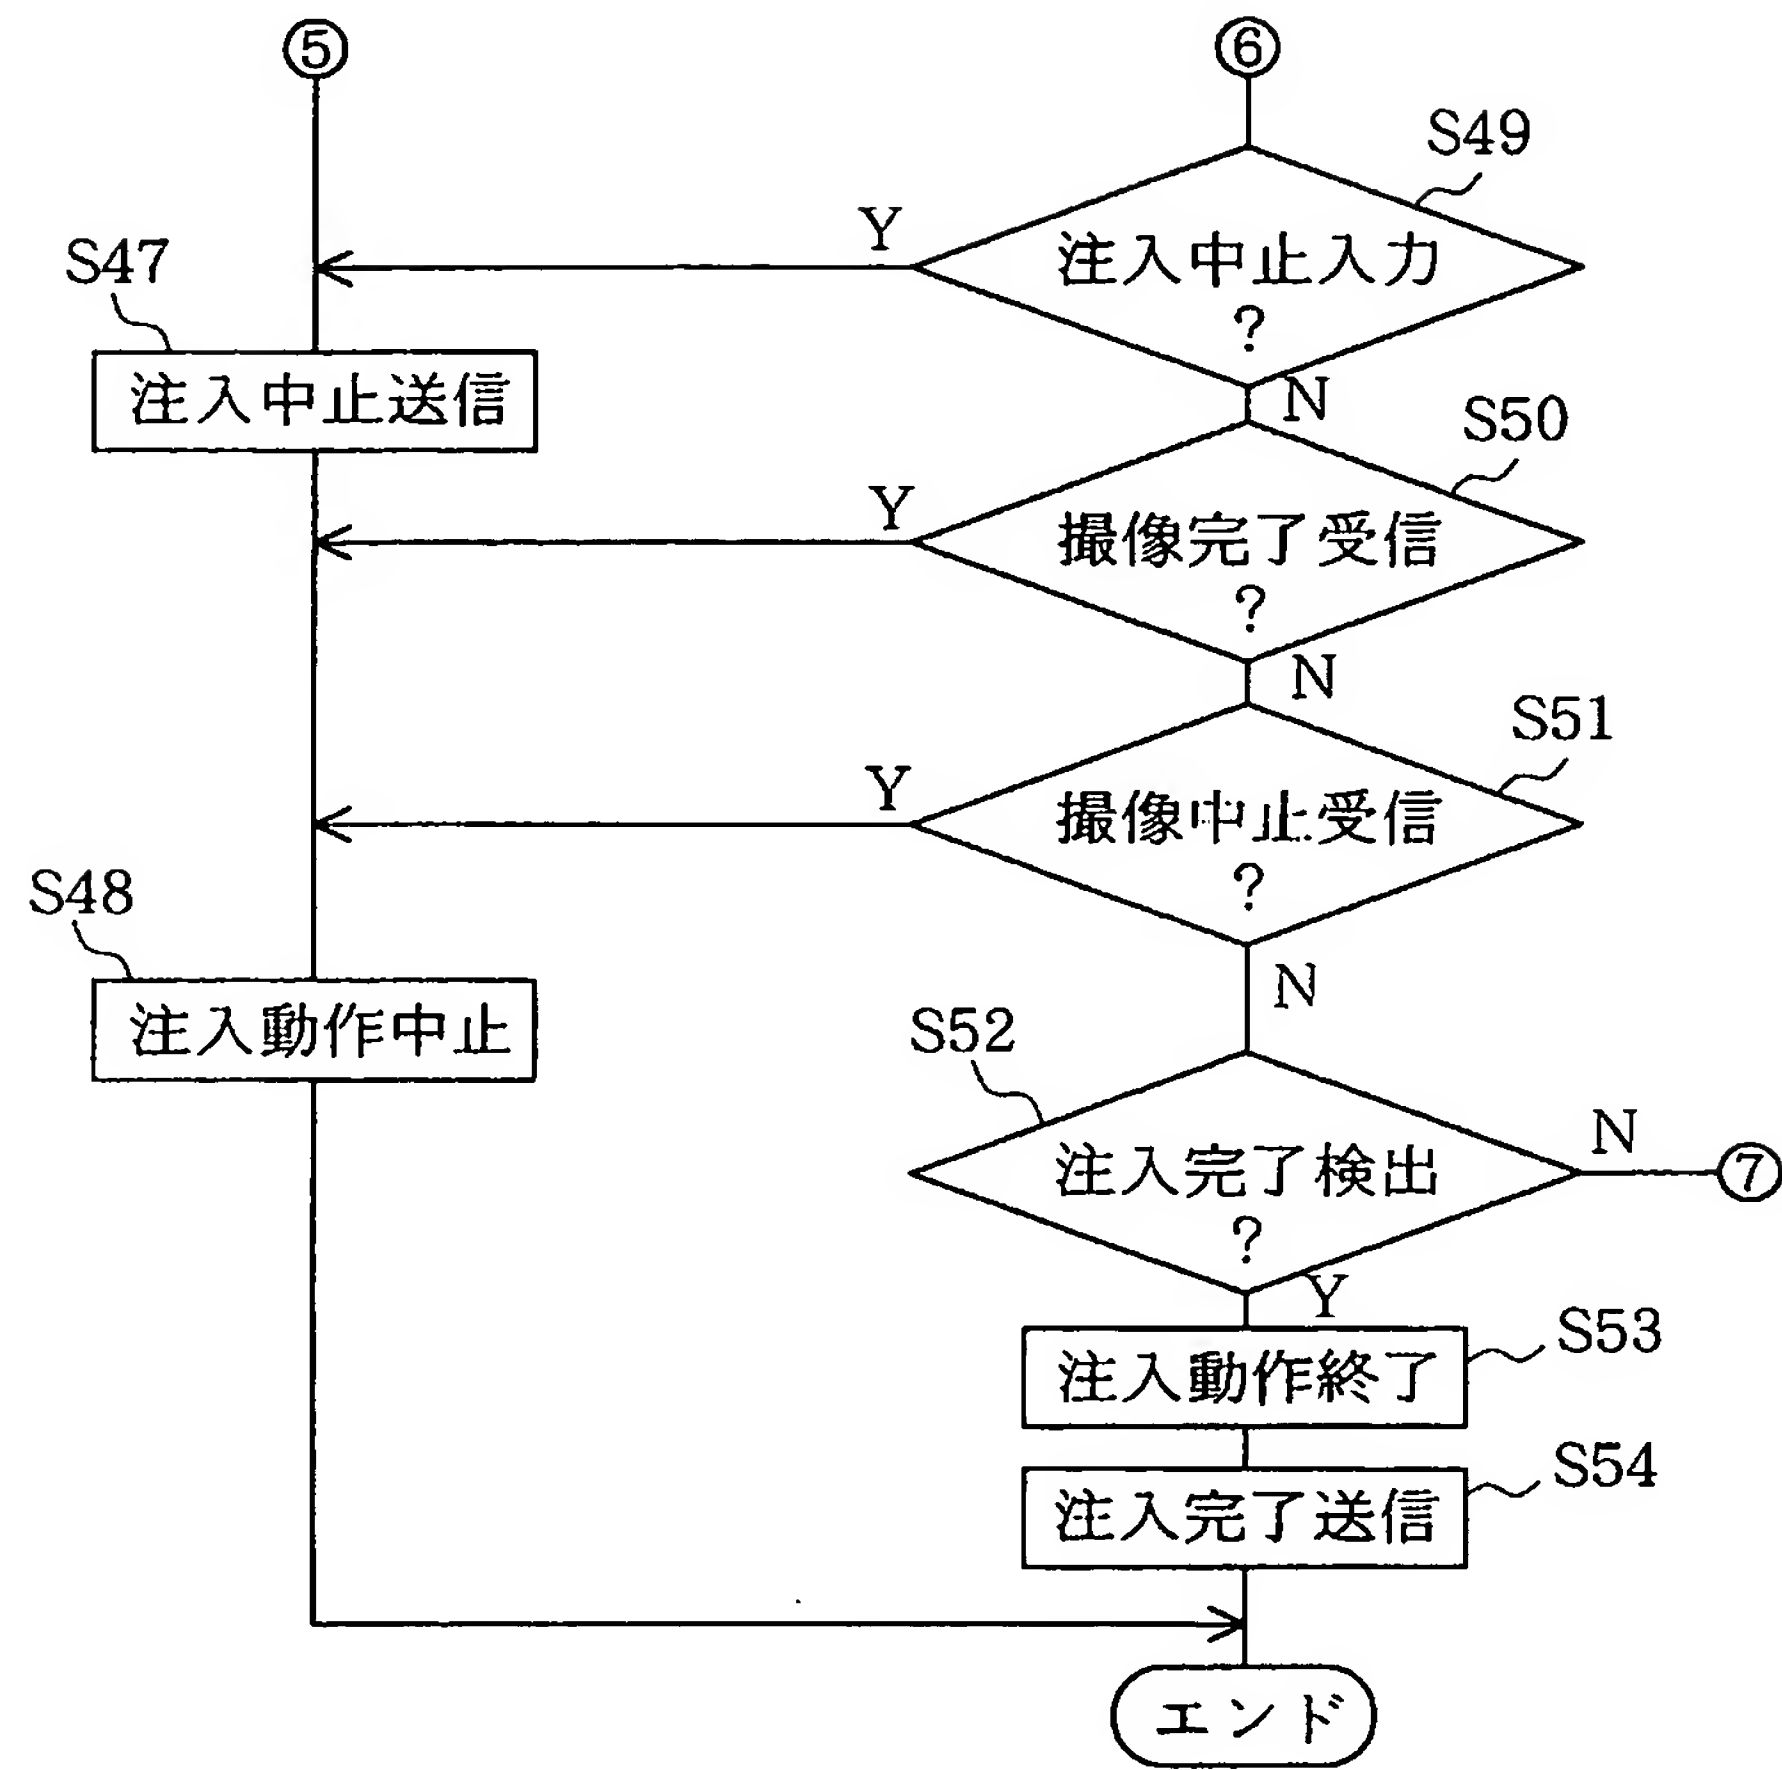 ⑤
⑥
S49
Y
注入中止入力
?
S47
注入中止送信
N
S50
Y
撮像完了受信
?
N
S51
Y
撮像中止受信
?
S48
注入動作中止
N
S52
注入完了検出
?
N
⑦
Y
S53
注入動作終了
S54
注入完了送信
エンド